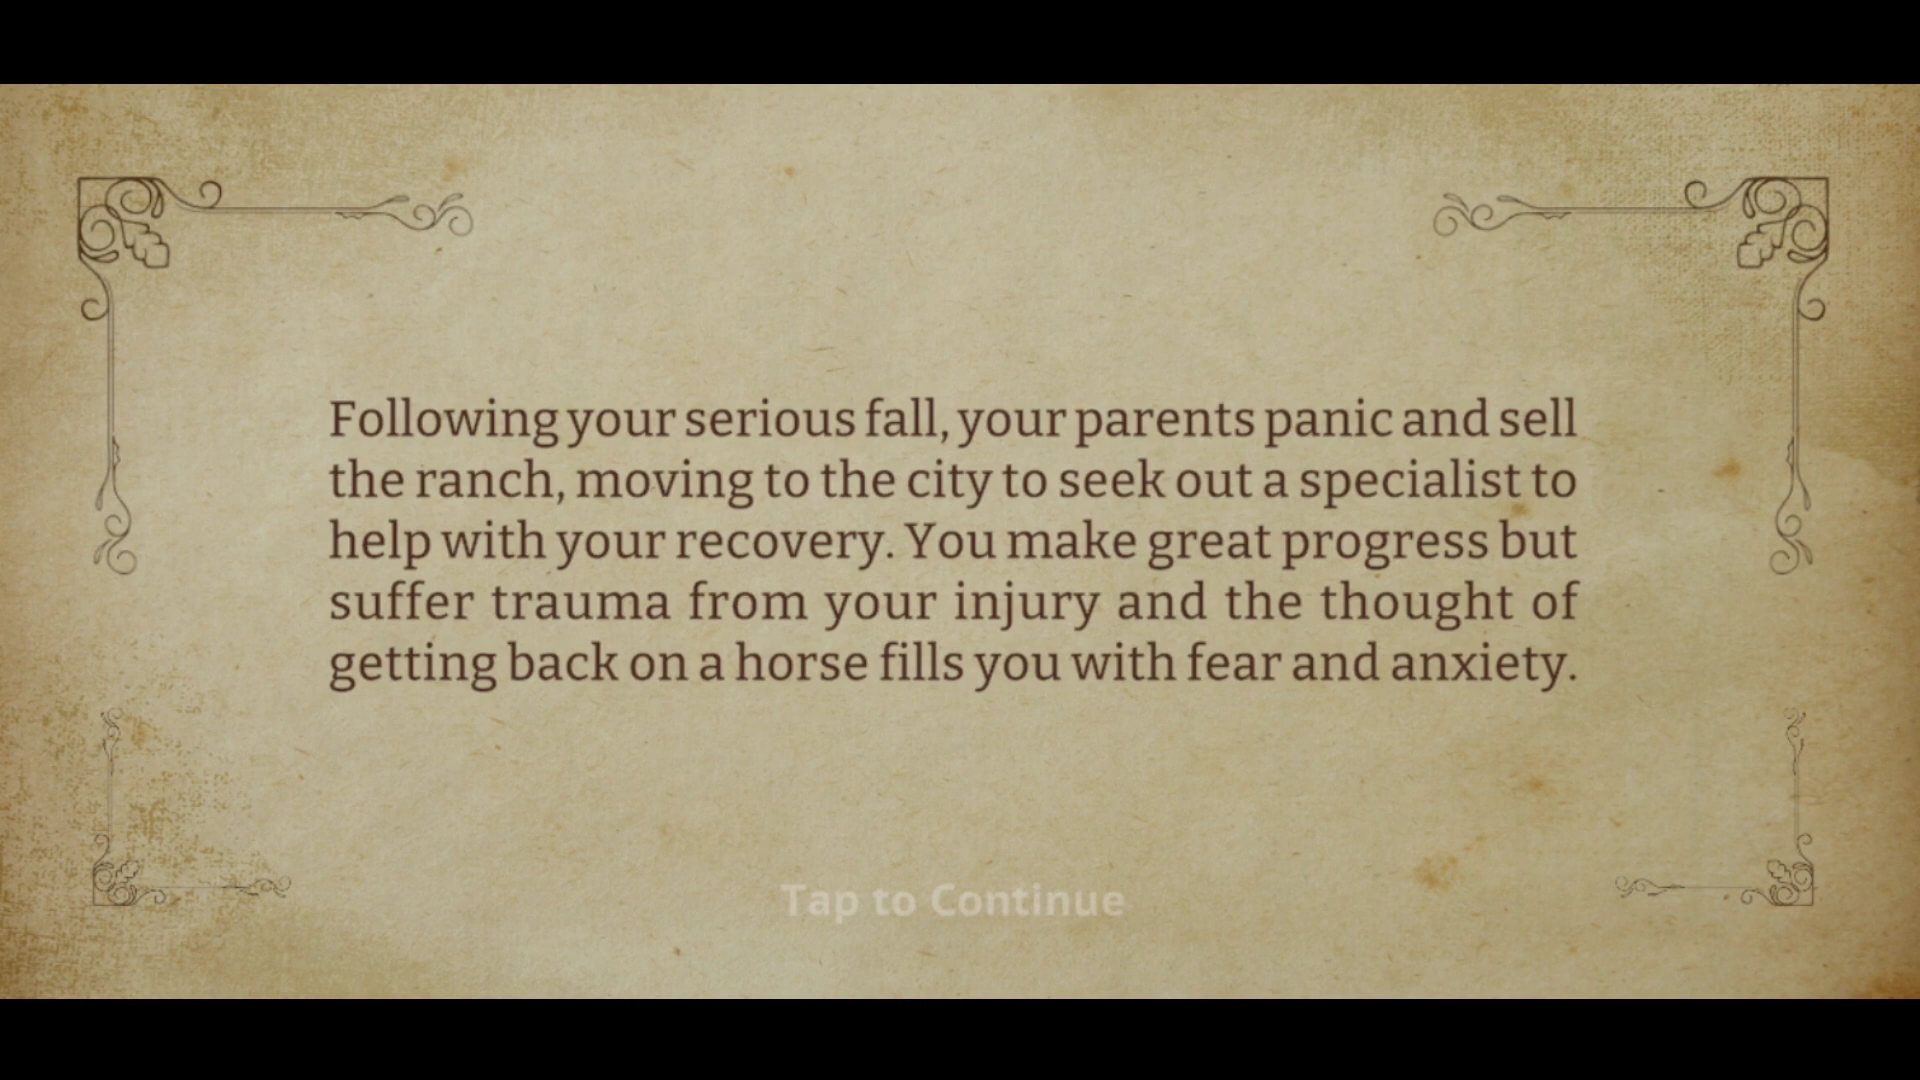 Following your serious fall, your parents panic and sell
the ranch, moving to the city to seek out a specialist to
help with your recovery. You make great progress but
suffer trauma from your injury and the thought of
getting back on a horse fills you with fear and anxiety.
Tap to Continue